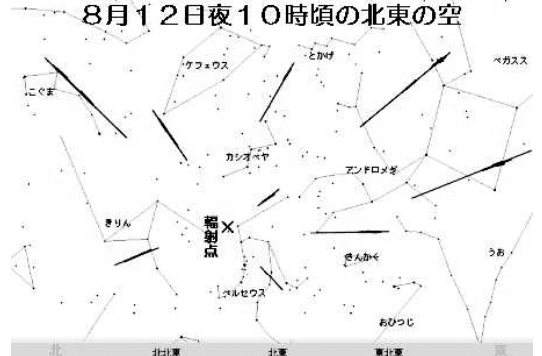 ８月１２日夜１０時頃の北東の空
とかげ
ケフェウス
ペガスス
こぐま
カシオペヤ
アンドロメダ
きりん
輻射点
さんかく
うお
ペルセウス
おひつじ
北
北北東
北東
東北東
東